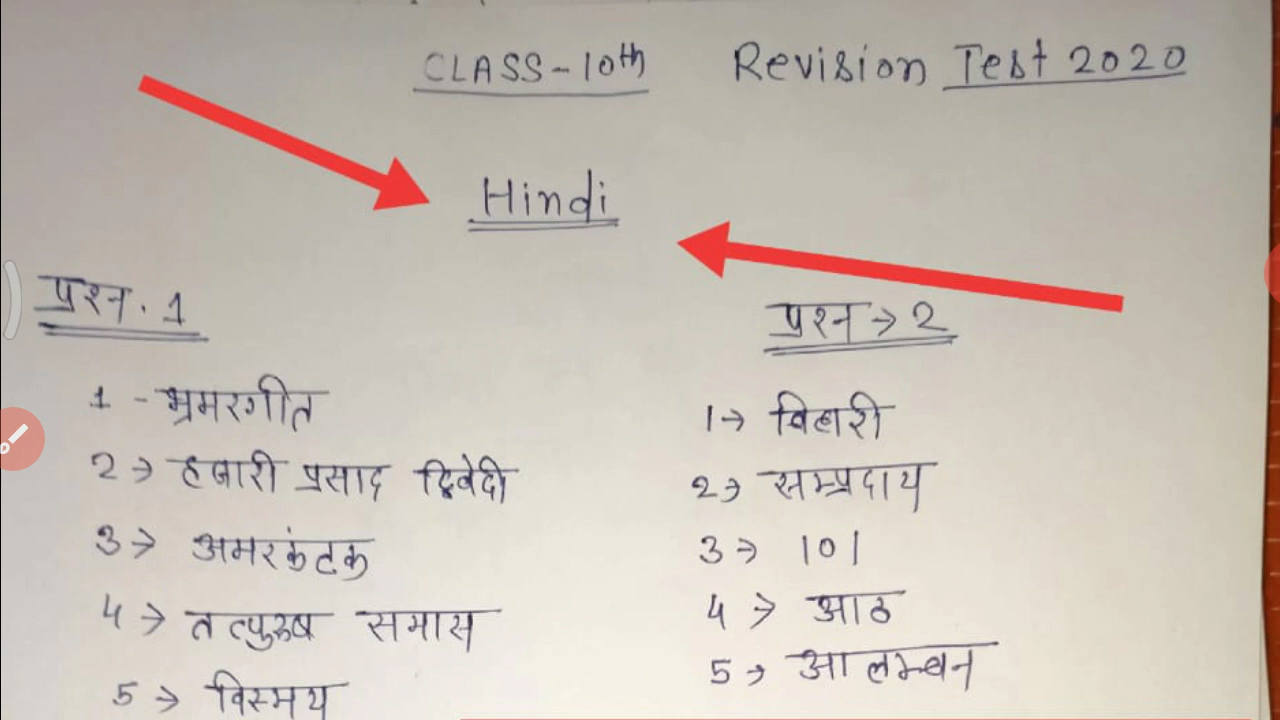 CLASS-10th Revision Test 2020
Hindi
प्रश्न. 1
1 - भ्रमरगीत
2 → हजारी प्रसाद द्विवेदी
3 → अमरकंटक
4 → तत्पुरुष समास
5 → विस्मय
प्रश्न → 2
1 → बिहारी
2 → सम्प्रदाय
3 → 101
4 → आठ
5 → आलम्बन